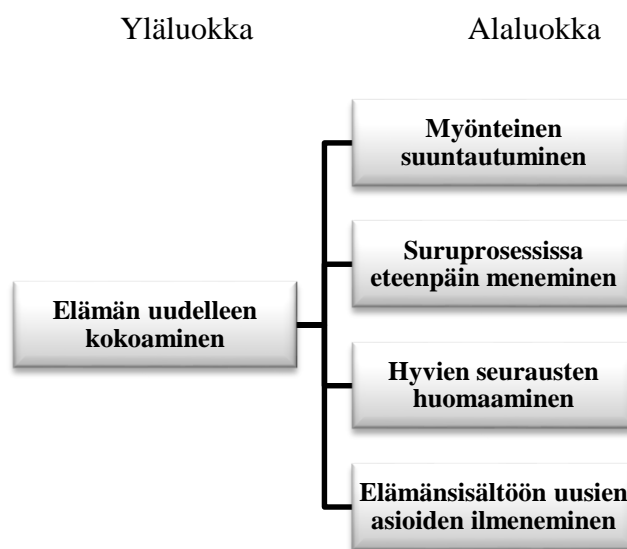 Yläluokka
Alaluokka
Myönteinen
suuntautuminen
Suruprosessissa
eteenpäin meneminen
Elämän uudelleen
kokoaminen
Hyvien seurausten
huomaaminen
Elämänsisältöön uusien
asioiden ilmeneminen